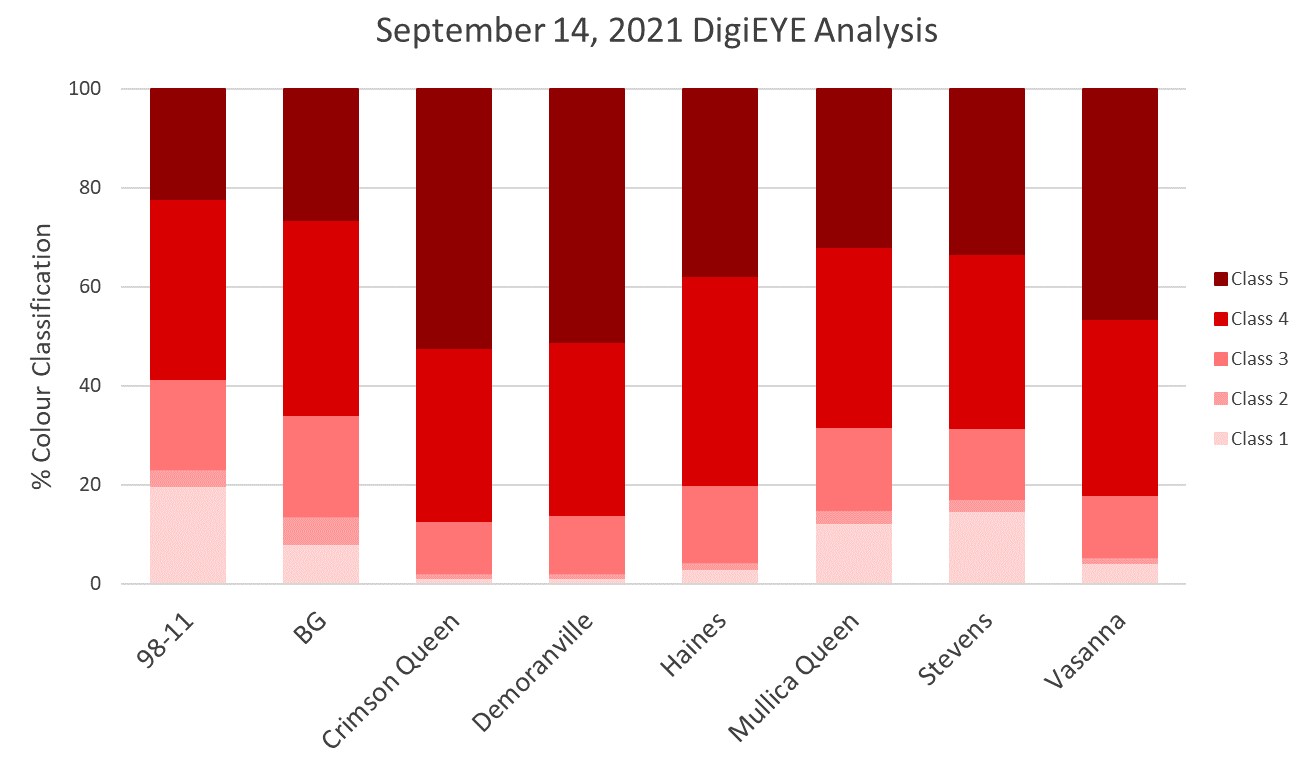 September 14, 2021 DigiEYE Analysis
% Colour Classification
100
80
60
40
20
0
98-11
BG
Crimson Queen
Demoranville
Haines
Mullica Queen
Stevens
Vasanna
Class 5
Class 4
Class 3
Class 2
Class 1